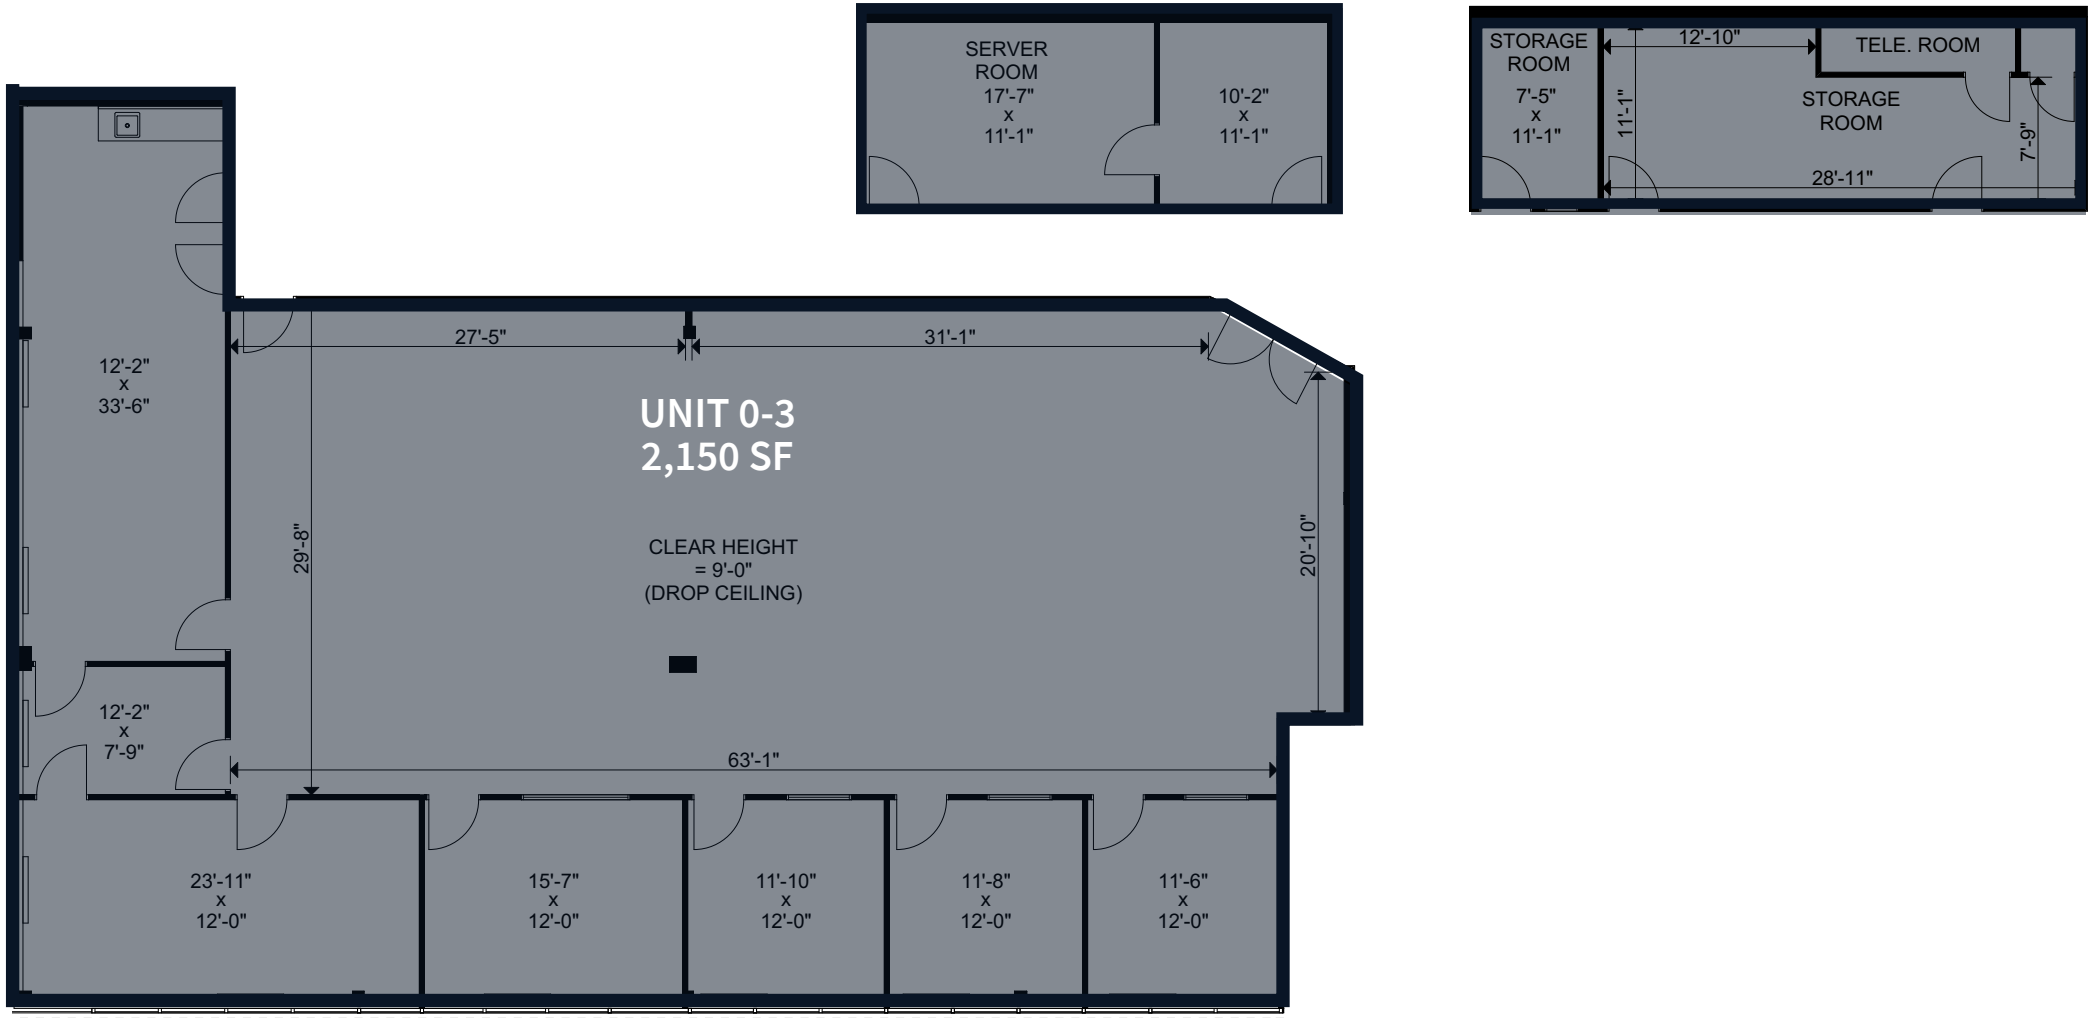 SERVER
ROOM
17'-7"
x
11'-1"
10'-2"
x
11'-1"
STORAGE
ROOM
7'-5"
x
11'-1"
12'-10"
11'-1"
TELE. ROOM
STORAGE
ROOM
7'-9"
28'-11"
12'-2"
x
33'-6"
27'-5"
31'-1"
UNIT 0-3
2,150 SF
29'-8"
CLEAR HEIGHT
= 9'-0"
(DROP CEILING)
20'-10"
12'-2"
x
7'-9"
63'-1"
23'-11"
x
12'-0"
15'-7"
x
12'-0"
11'-10"
x
12'-0"
11'-8"
x
12'-0"
11'-6"
x
12'-0"